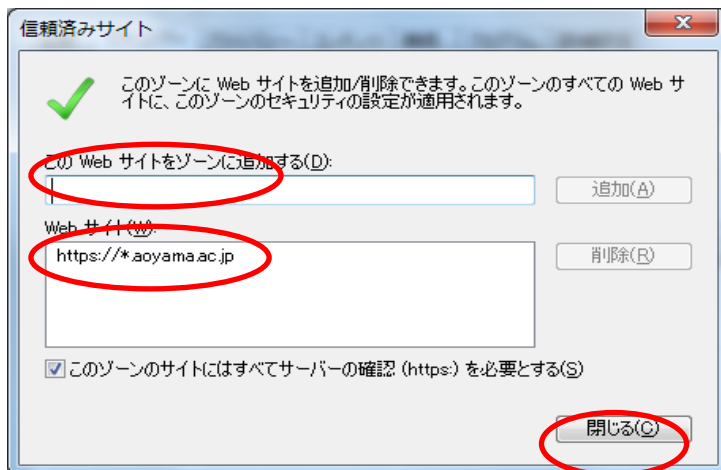 信頼済みサイト
このゾーンに Web サイトを追加/削除できます。このゾーンのすべての Web サ
イトに、このゾーンのセキュリティの設定が適用されます。
この Web サイトをゾーンに追加する(D):
追加(A)
Web サイト(W):
https://*.aoyama.ac.jp
削除(R)
このゾーンのサイトにはすべてサーバーの確認 (https:) を必要とする(S)
閉じる(C)